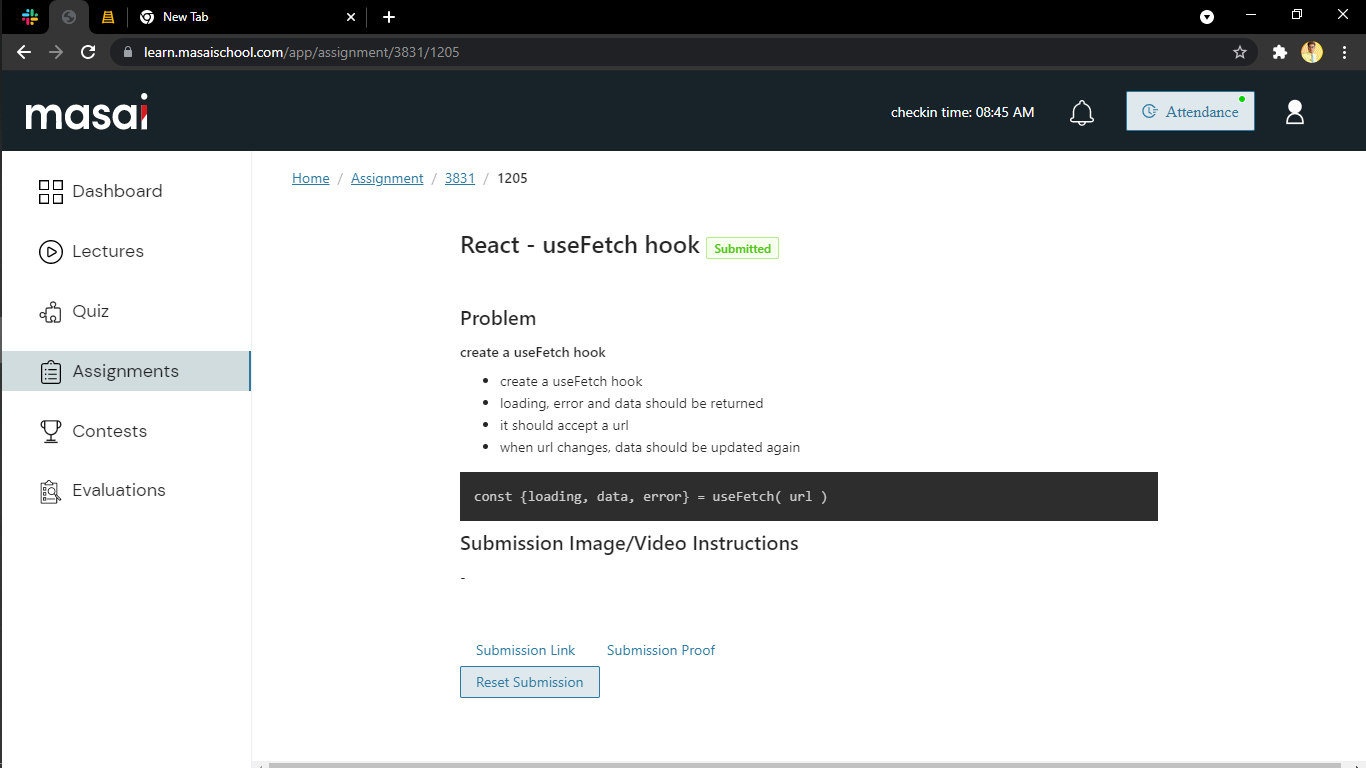 New Tab
learn.masaischool.com/app/assignment/3831/1205
masai
checkin time: 08:45 AM
Attendance
Dashboard
Lectures
Quiz
Assignments
Contests
Evaluations
Home / Assignment / 3831 / 1205
React - useFetch hook Submitted
Problem
create a useFetch hook
• create a useFetch hook
• loading, error and data should be returned
• it should accept a url
• when url changes, data should be updated again
const {loading, data, error} = useFetch( url )
Submission Image/Video Instructions
-
Submission Link Submission Proof
Reset Submission